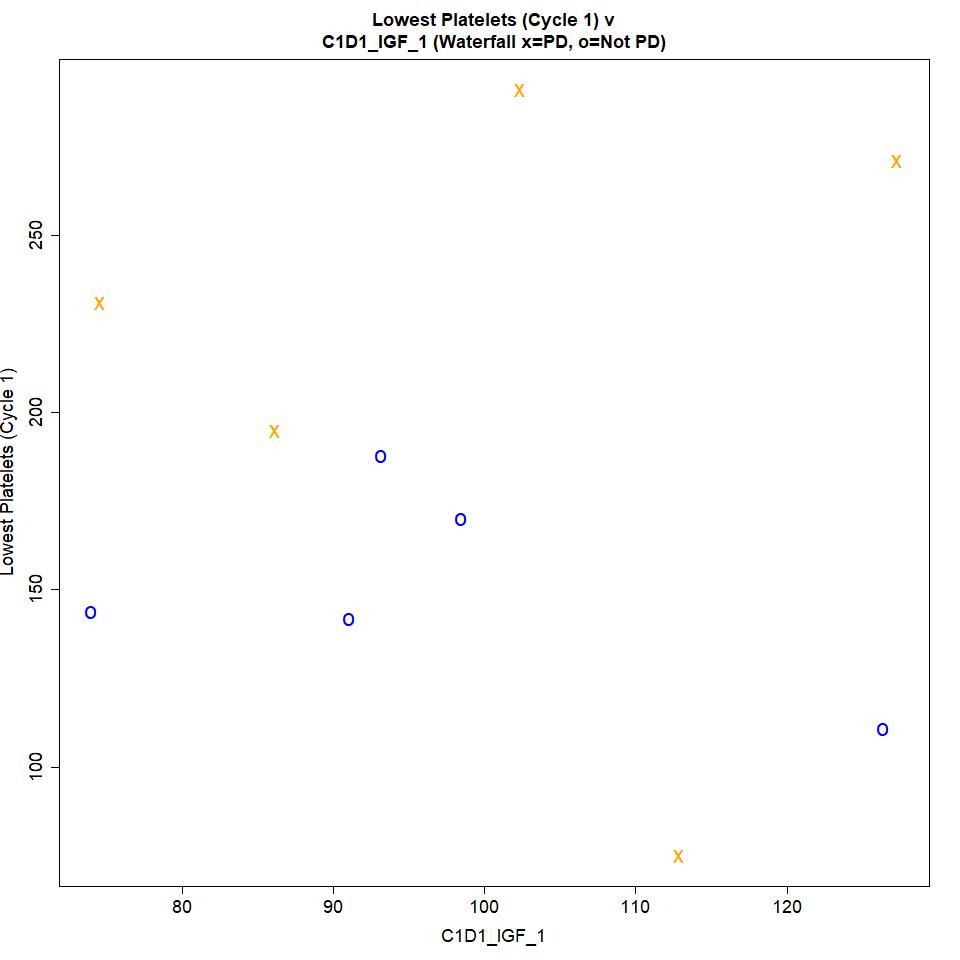 Lowest Platelets (Cycle 1) v
C1D1_IGF_1 (Waterfall x=PD, o=Not PD)
Lowest Platelets (Cycle 1)
250
200
150
100
X
X
X
X
O
O
O
O
O
X
80 90 100 110 120
C1D1_IGF_1